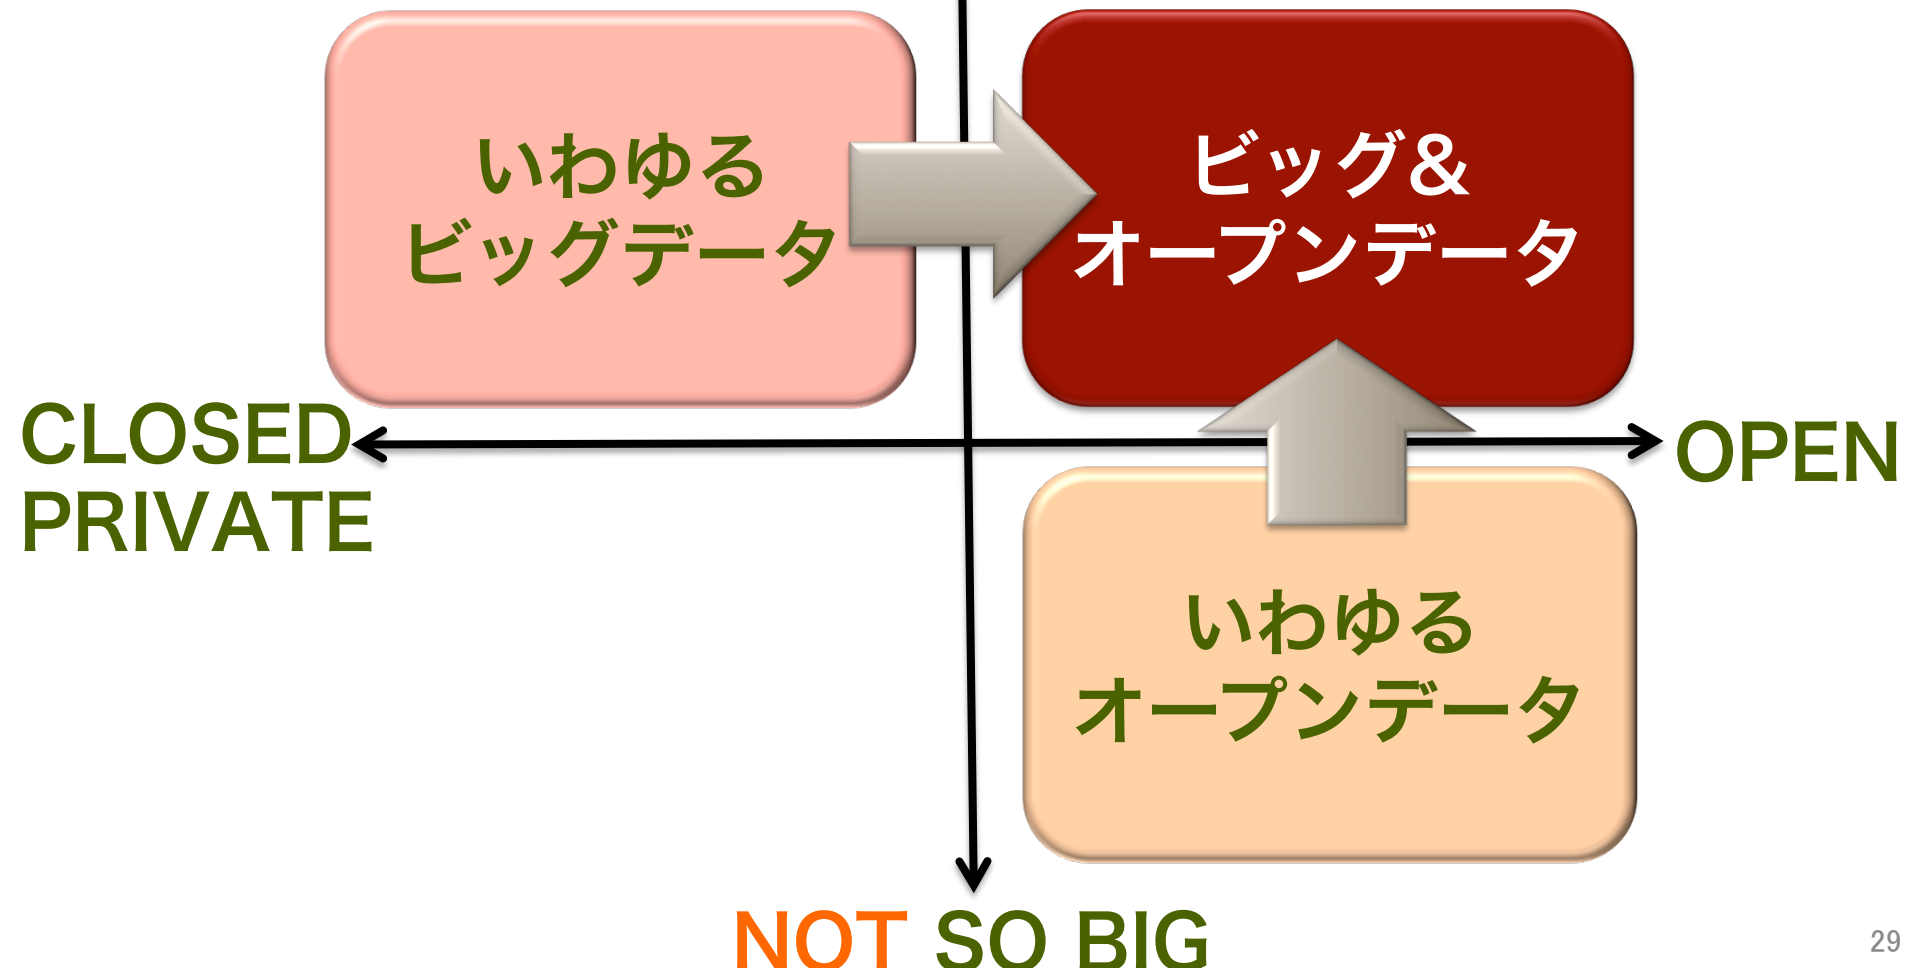 いわゆる
ビッグデータ
ビッグ&
オープンデータ
CLOSED
PRIVATE
OPEN
いわゆる
オープンデータ
NOT SO BIG
29